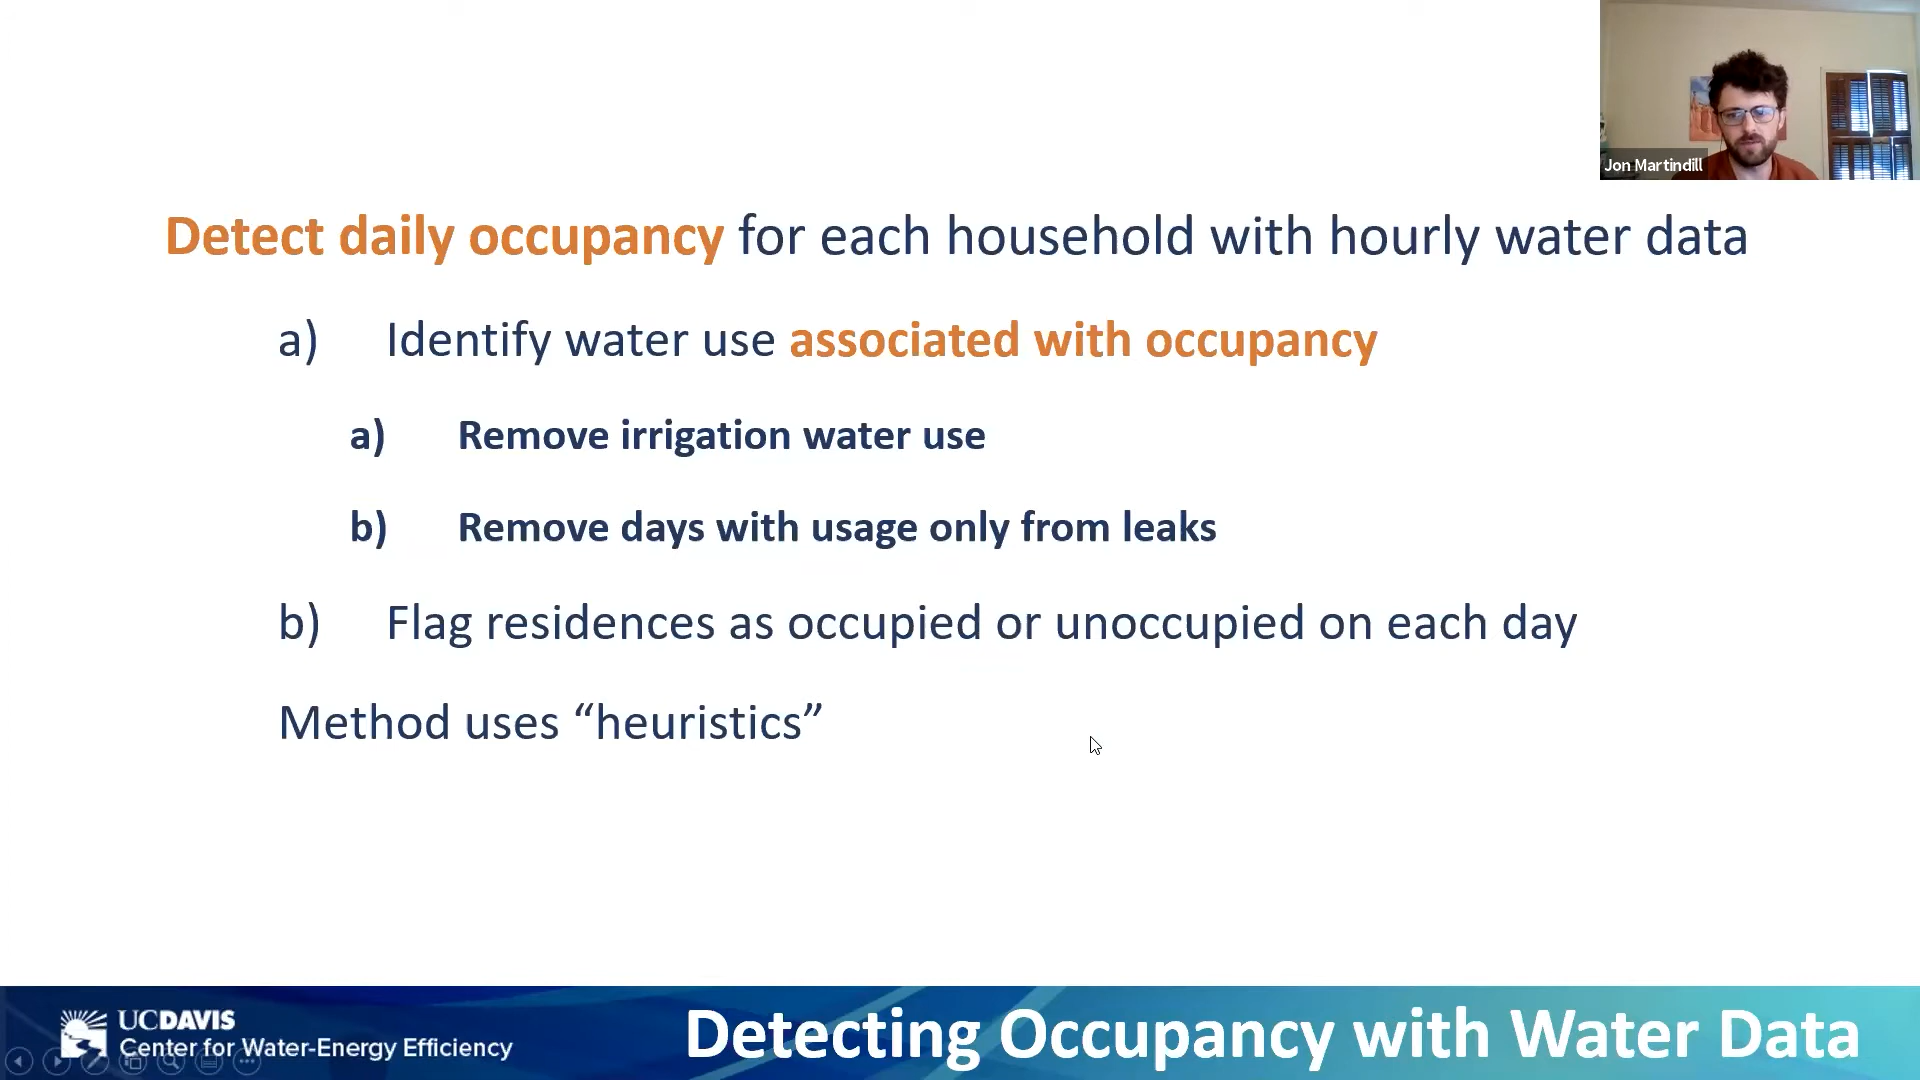 Jon Martindill
Detect daily occupancy for each household with hourly water data
a) Identify water use associated with occupancy
a) Remove irrigation water use
b) Remove days with usage only from leaks
b) Flag residences as occupied or unoccupied on each day
Method uses “heuristics”
UCDAVIS
Center for Water-Energy Efficiency
Detecting Occupancy with Water Data